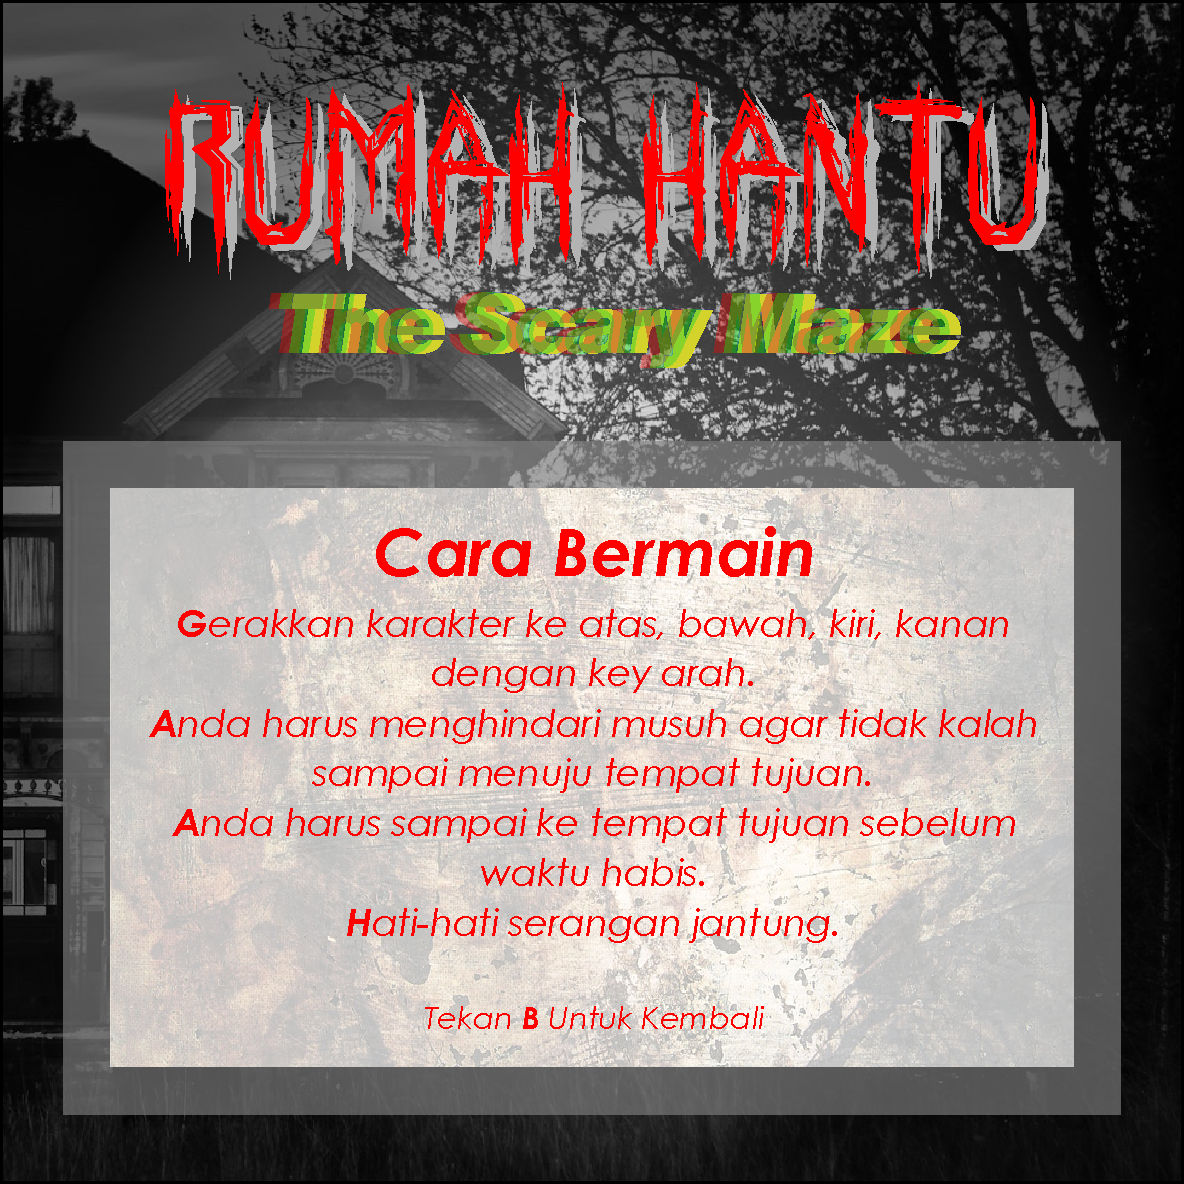 RUMAH HANTU
The Scary Maze
Cara Bermain
Gerakkan karakter ke atas, bawah, kiri, kanan
dengan key arah.
Anda harus menghindari musuh agar tidak kalah
sampai menuju tempat tujuan.
Anda harus sampai ke tempat tujuan sebelum
waktu habis.
Hati-hati serangan jantung.
Tekan B Untuk Kembali